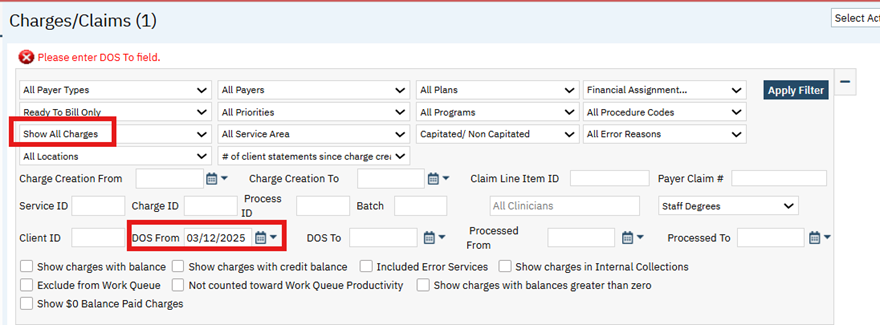 Charges/Claims (1)
Select Ac
Please enter DOS To field.
All Payer Types All Payers All Plans Financial Assignment... Apply Filter
Ready To Bill Only All Priorities All Programs All Procedure Codes
Show All Charges All Service Area Capitated/ Non Capitated All Error Reasons
All Locations # of client statements since charge crea
Charge Creation From Charge Creation To Claim Line Item ID Payer Claim #
Service ID Charge ID Process ID Batch All Clinicians Staff Degrees
Client ID DOS From 03/12/2025 DOS To Processed From Processed To
Show charges with balance Show charges with credit balance Included Error Services Show charges in Internal Collections
Exclude from Work Queue Not counted toward Work Queue Productivity Show charges with balances greater than zero
Show $0 Balance Paid Charges